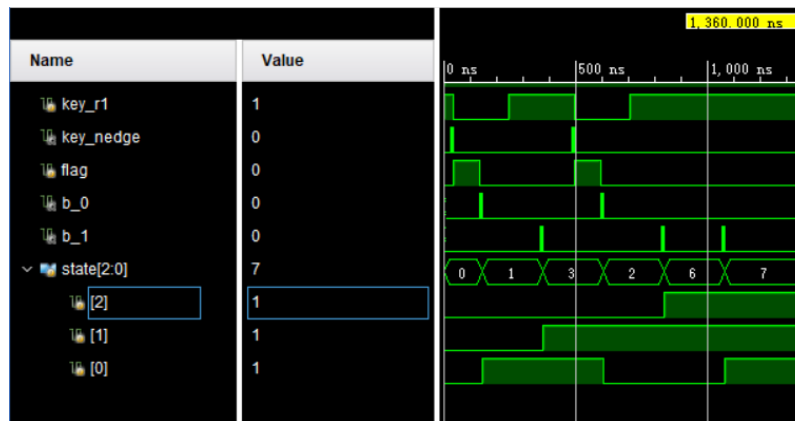 1,360.000 ns
Name Value
0 ns 500 ns 1,000 ns
key_r1 1
key_nedge 0
flag 0
b_0 0
b_1 0
state[2:0] 7 0 1 3 2 6 7
[2] 1
[1] 1
[0] 1